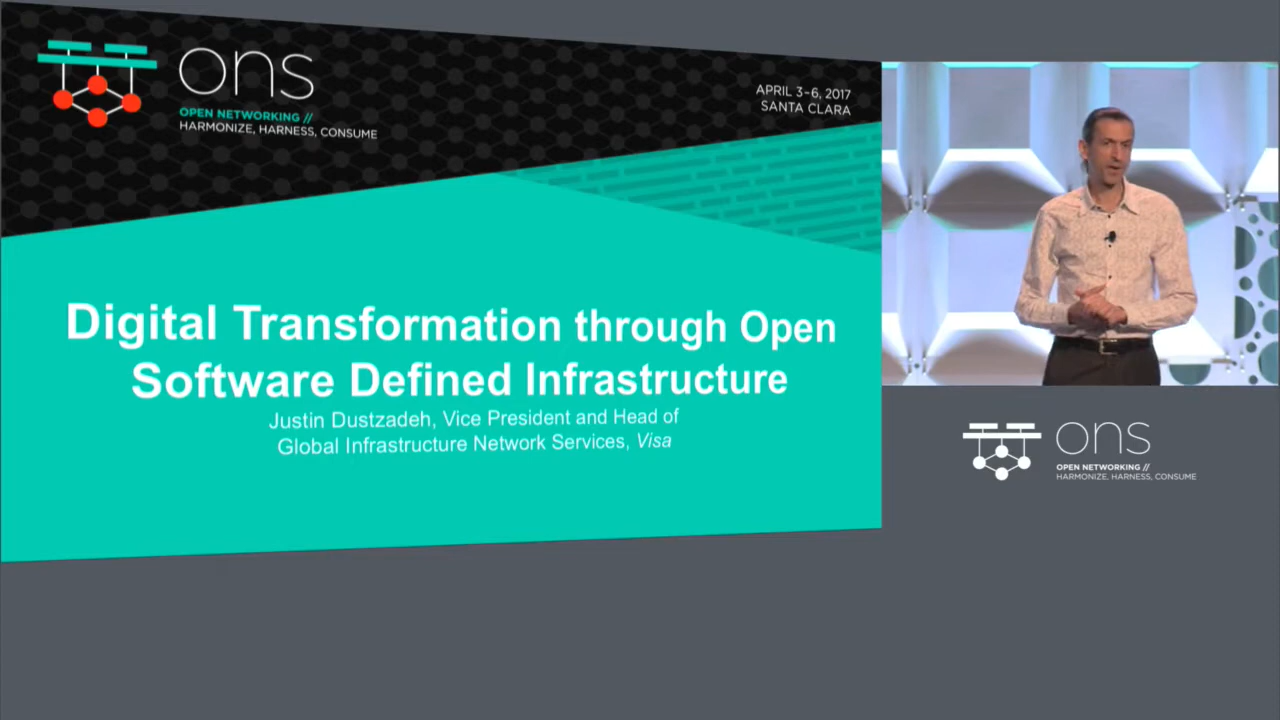 ons
OPEN NETWORKING //
HARMONIZE, HARNESS, CONSUME
APRIL 3-6, 2017
SANTA CLARA
Digital Transformation through Open
Software Defined Infrastructure
Justin Dustzadeh, Vice President and Head of
Global Infrastructure Network Services, Visa
ons
OPEN NETWORKING //
HARMONIZE, HARNESS, CONSUME